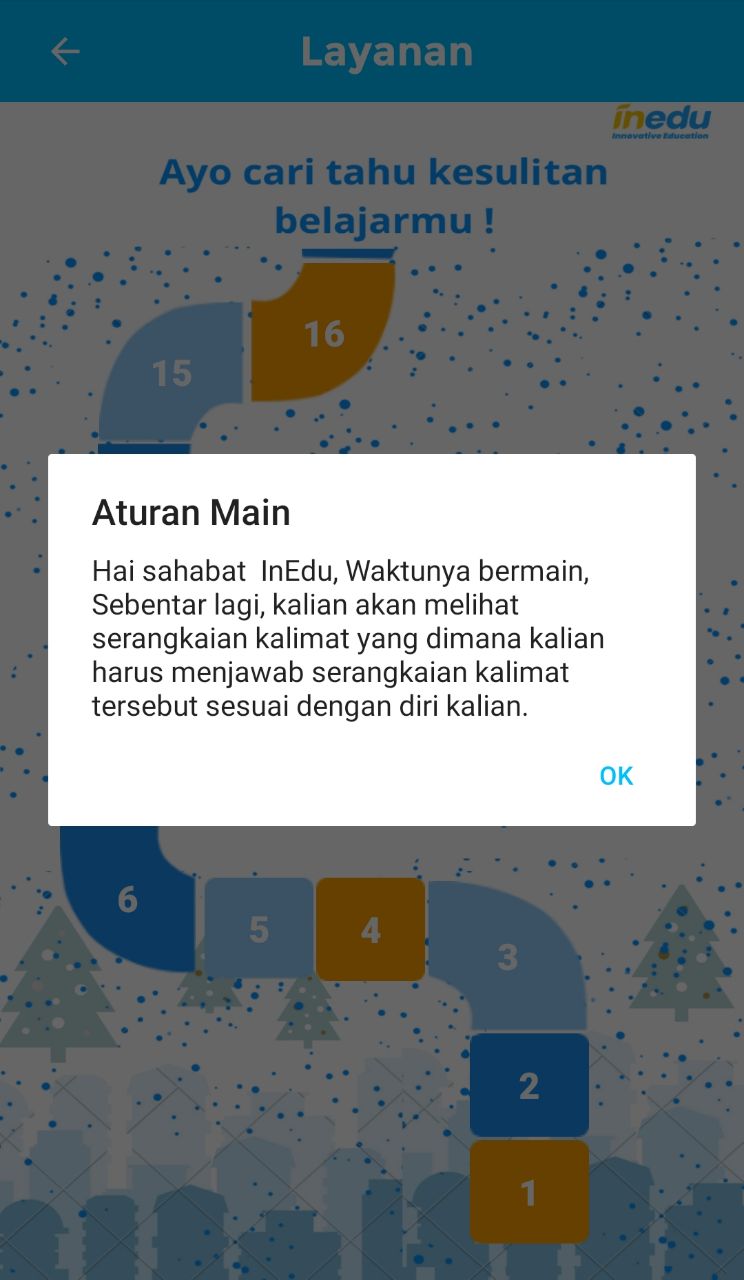 Layanan
inedu
Innovative Education
Ayo cari tahu kesulitan
belajarmu !
16
15
Aturan Main
Hai sahabat  InEdu, Waktunya bermain,
Sebentar lagi, kalian akan melihat
serangkaian kalimat yang dimana kalian
harus menjawab serangkaian kalimat
tersebut sesuai dengan diri kalian.
OK
6
5
4
3
2
1